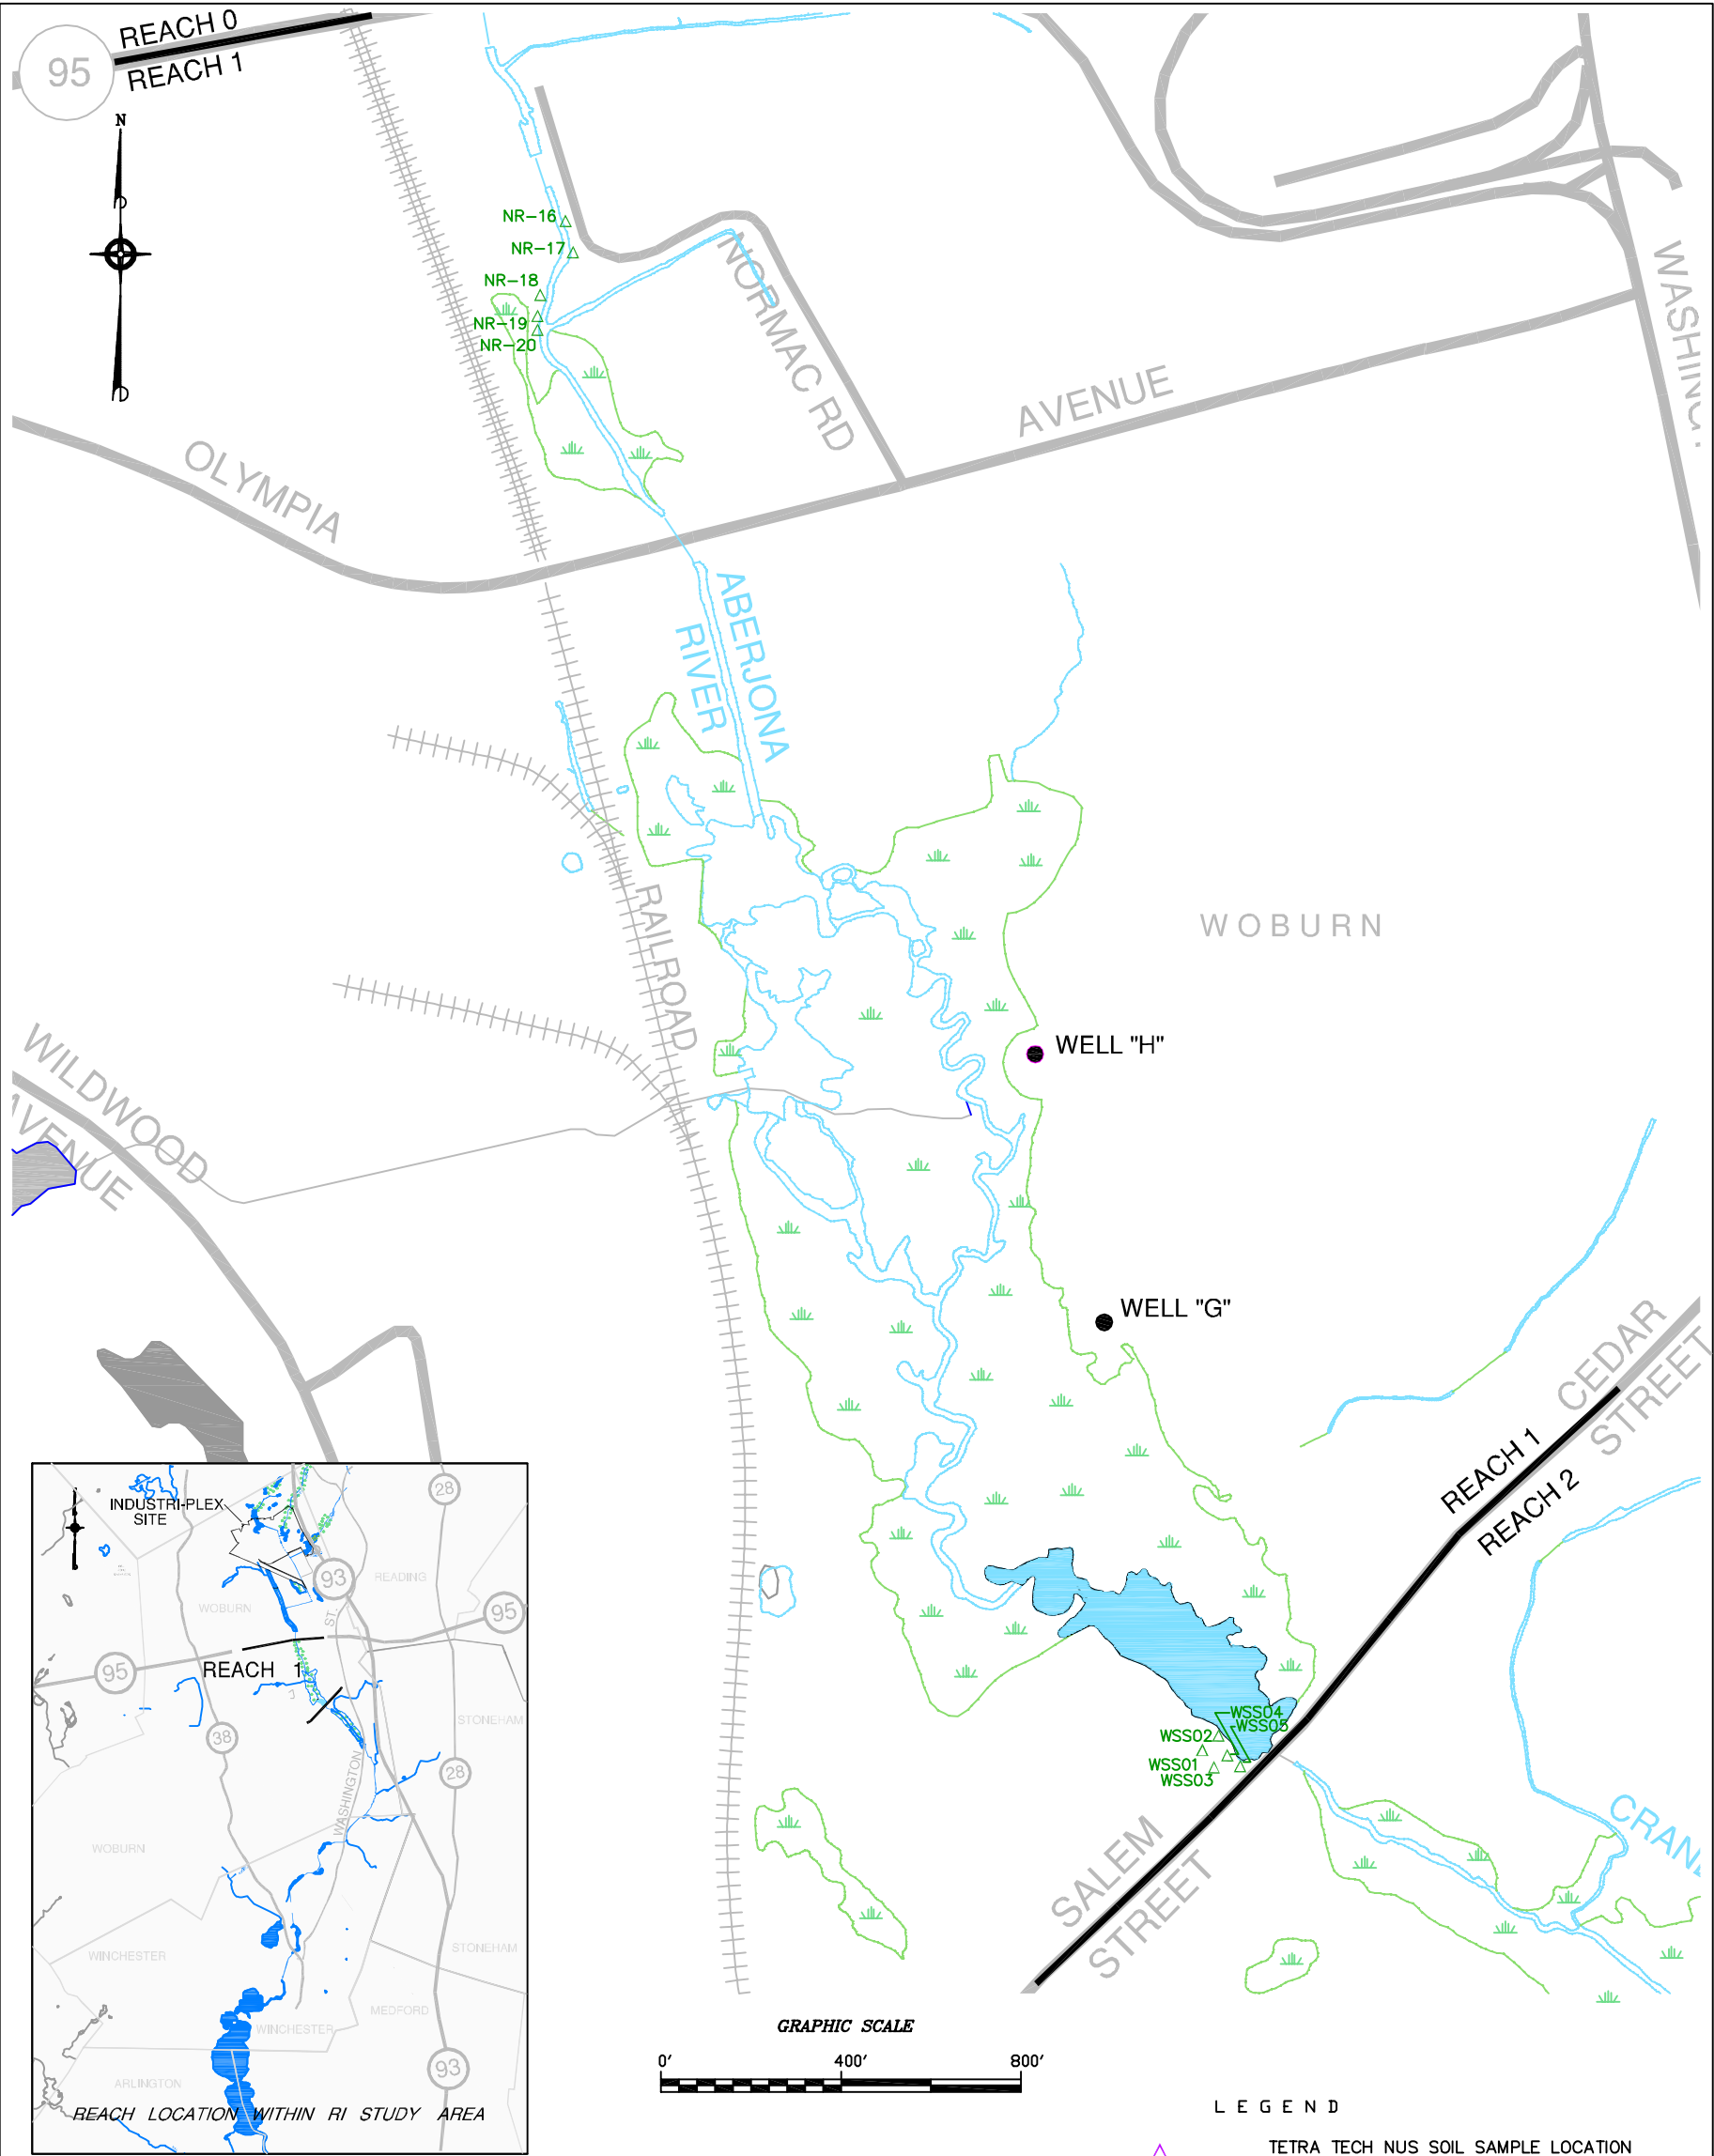 REACH 0
95
REACH 1
N
NR-16
NR-17
NR-18
NR-19
NR-20
NORMAC RD
OLYMPIA
AVENUE
ABERJONA
RIVER
RAILROAD
WOBURN
WELL "H"
WILDWOOD
AVENUE
WELL "G"
CEDAR
STREET
REACH 1
REACH 2
WSS04
WSS05
WSS02
WSS01
WSS03
SALEM
STREET
CRAN
INDUSTRI-PLEX
SITE
28
93
READING
WOBURN
ST.
95
95
REACH 1
STONEHAM
38
28
WASHINGTON
WOBURN
WINCHESTER
STONEHAM
MEDFORD
WINCHESTER
93
ARLINGTON
REACH LOCATION WITHIN RI STUDY AREA
GRAPHIC SCALE
0' 400' 800'
LEGEND
TETRA TECH NUS SOIL SAMPLE LOCATION